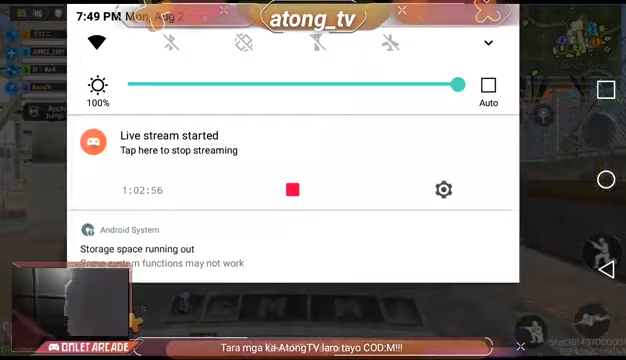 7:49 PM Mon, Aug 2
atong_tv
100%
Auto
Live stream started
Tap here to stop streaming
1:02:56
Android System
Storage space running out
Some system functions may not work
OMLET ARCADE
Tara mga ka-AtongTV laro tayo COD:M!!!